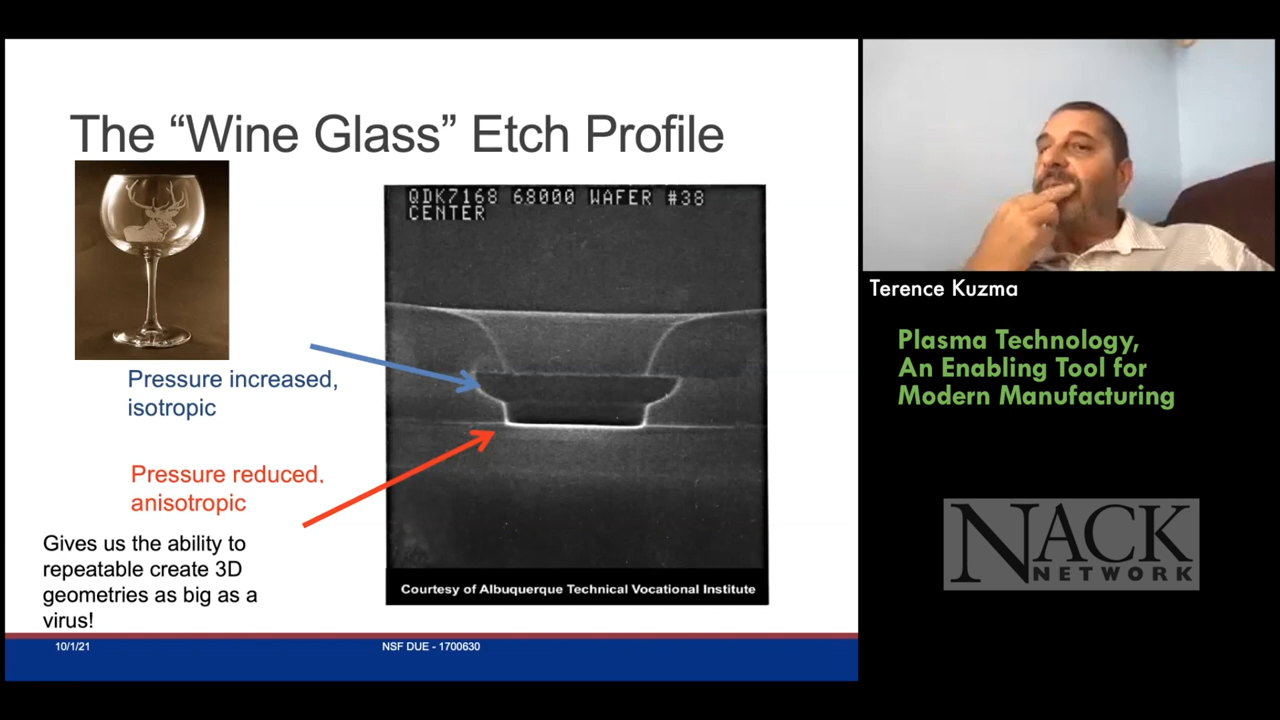 The “Wine Glass” Etch Profile
QDK7168 68000 WAFER #38
CENTER
Pressure increased,
isotropic
Pressure reduced.
anisotropic
Gives us the ability to
repeatable create 3D
geometries as big as a
virus!
Courtesy of Albuquerque Technical Vocational Institute
10/1/21
NSF DUE - 1700630
Terence Kuzma
Plasma Technology,
An Enabling Tool for
Modern Manufacturing
NACK
NETWORK